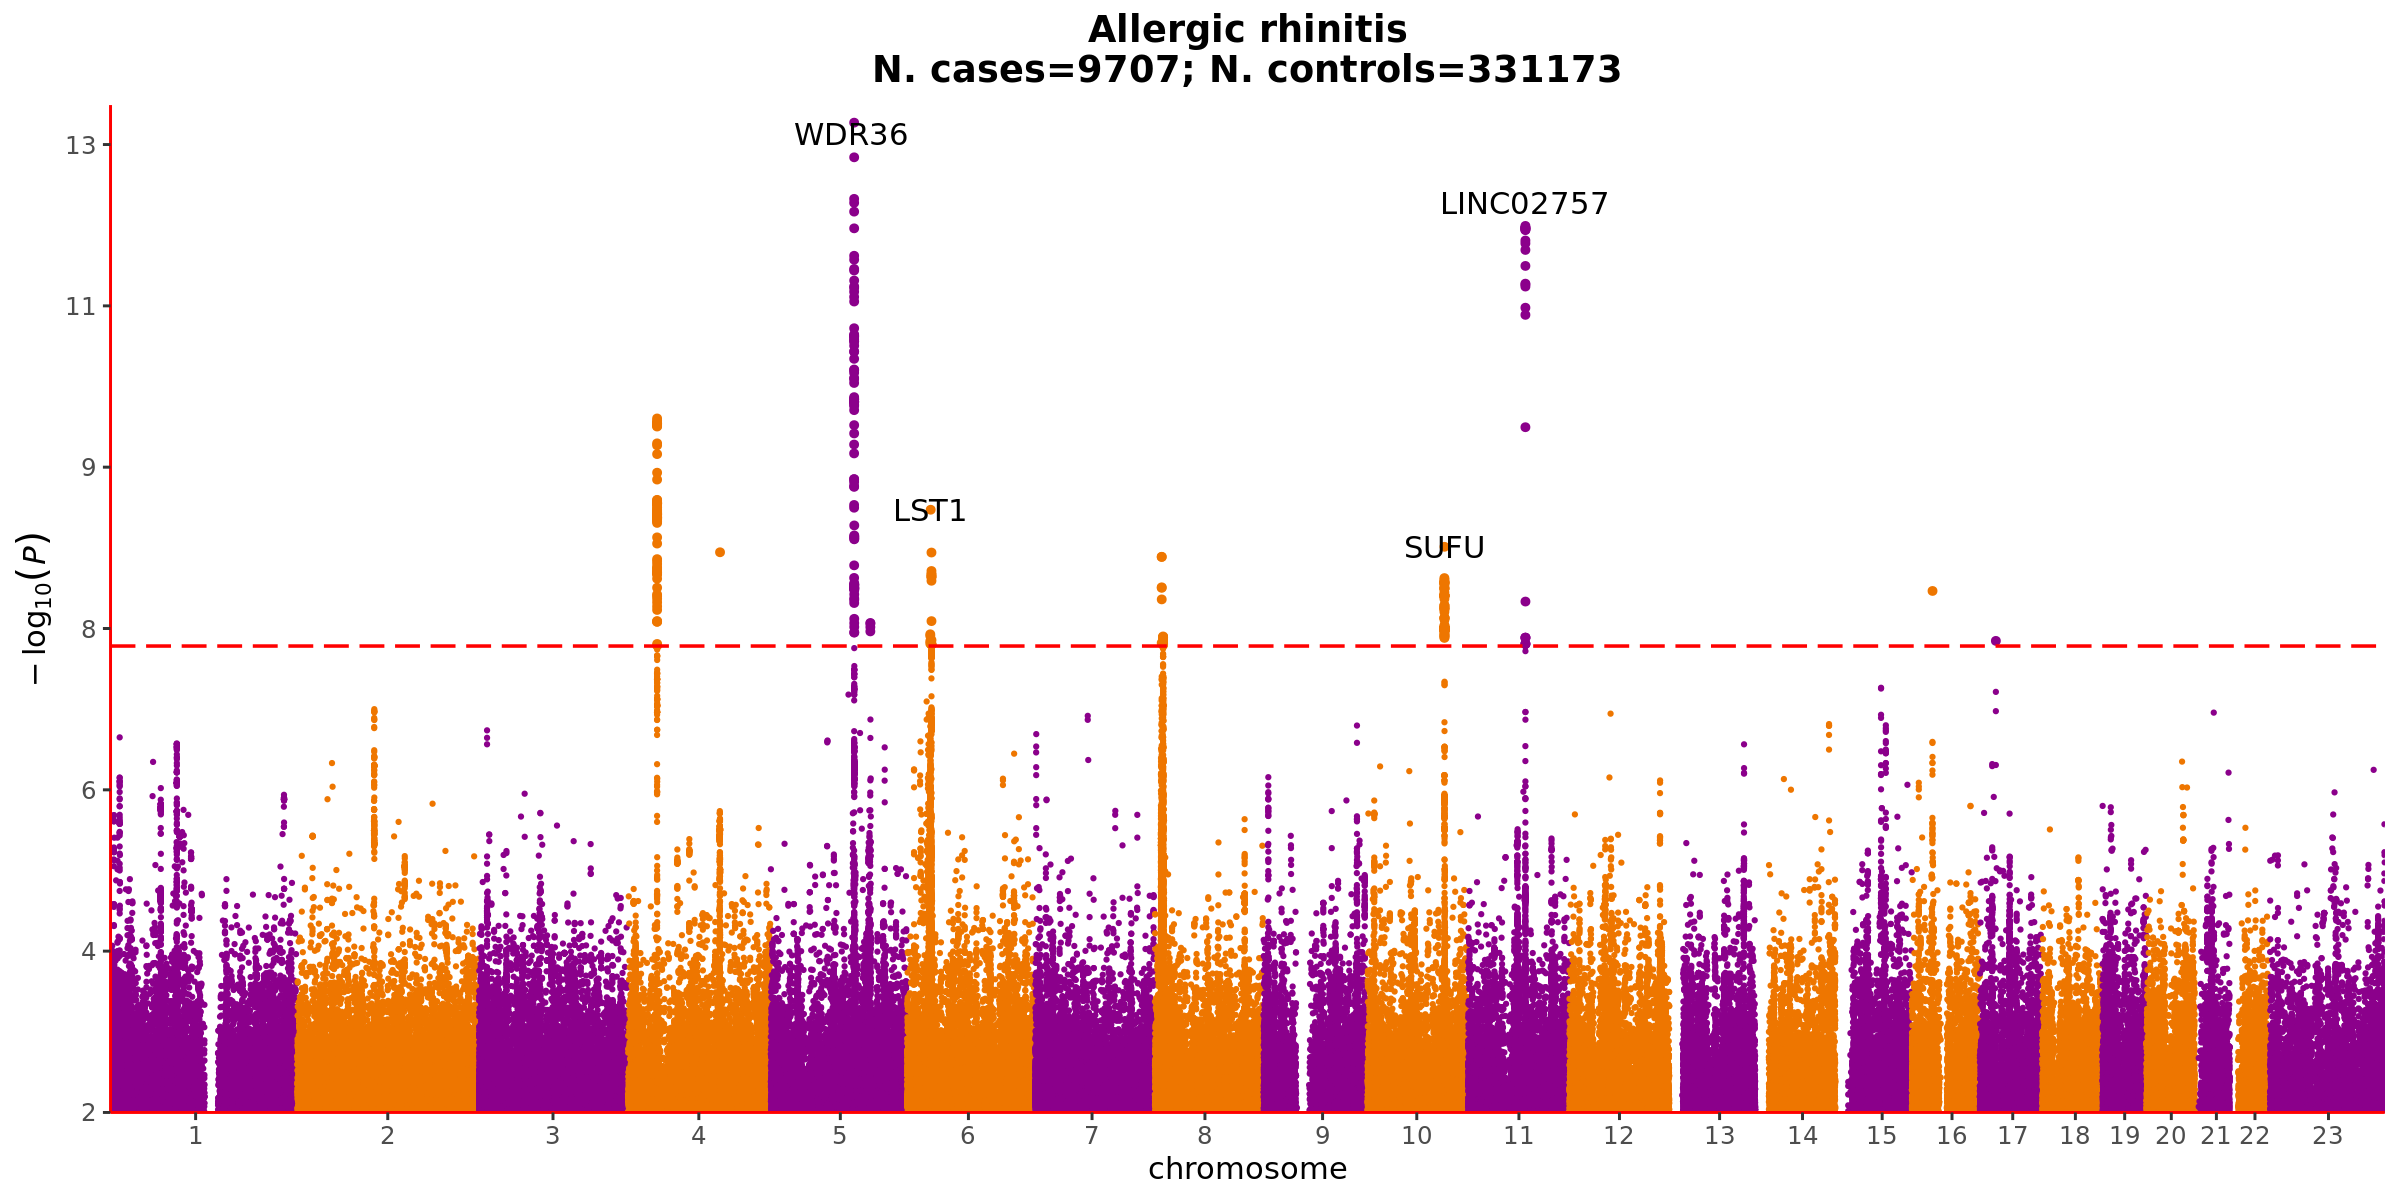 Allergic rhinitis
N. cases=9707; N. controls=331173
WDR36
LINC02757
LST1
SUFU
13
11
9
8
6
4
2
−log10(P)
1 2 3 4 5 6 7 8 9 10 11 12 13 14 15 16 17 18 19 20 21 22 23
chromosome